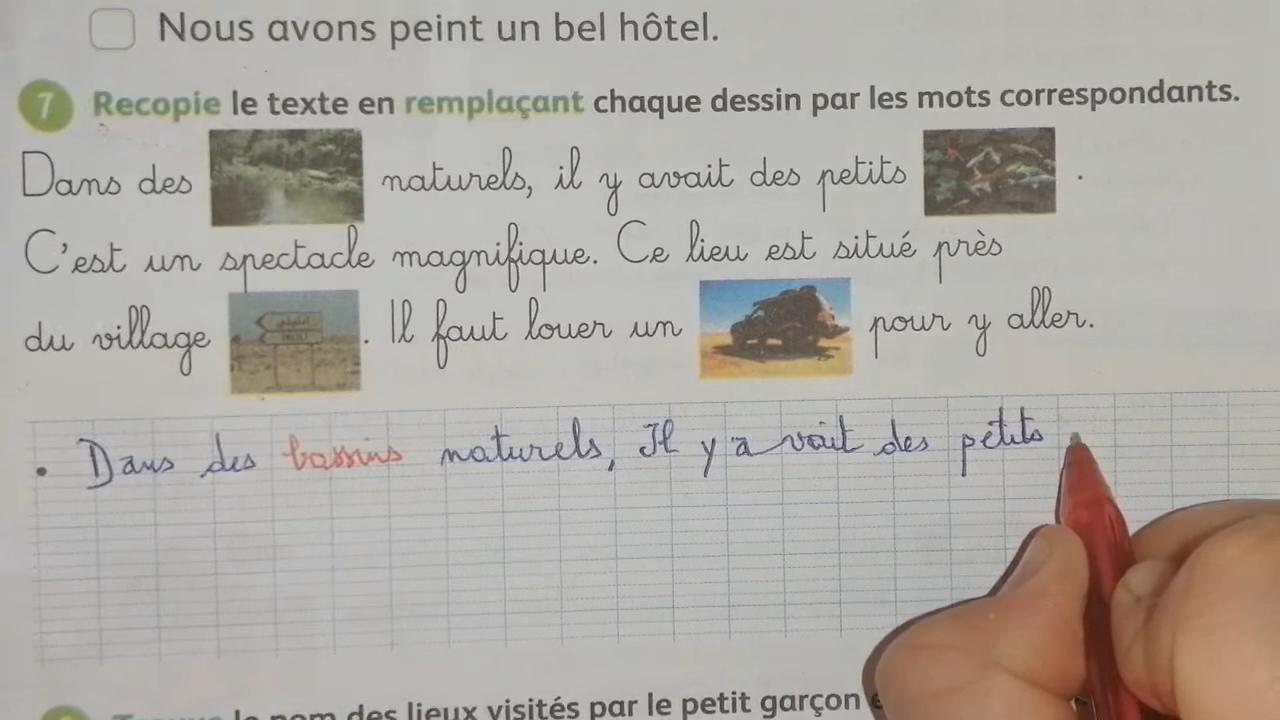 Nous avons peint un bel hôtel.
7 Recopie le texte en remplaçant chaque dessin par les mots correspondants.
Dans des naturels, il y avait des petits .
C'est un spectacle magnifique. Ce lieu est situé près
du village . Il faut louer un pour y aller.
• Dans des bassins naturels, Il y a vait des petits
le nom des lieux visités par le petit garçon